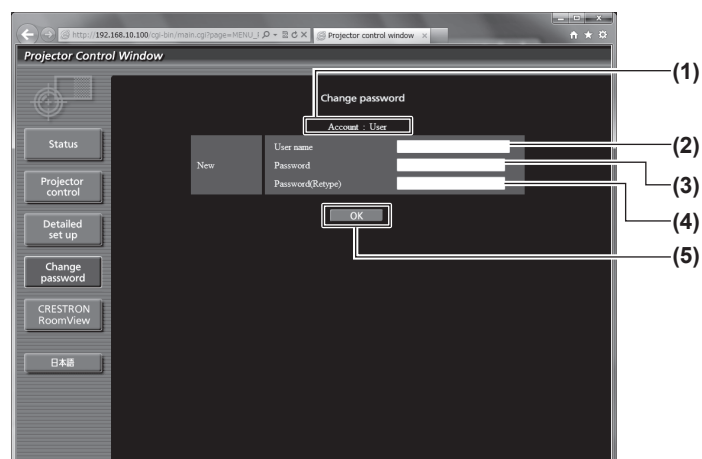 http://192.168.10.100/cgi-bin/main.cgi?page=MENU_
Projector control window
Projector Control Window
(1)
Change password
Account : User
Status
User name
(2)
New
Password
(3)
Projector
control
Password(Retype)
(4)
OK
Detailed
set up
(5)
Change
password
CRESTRON
RoomView
日本語